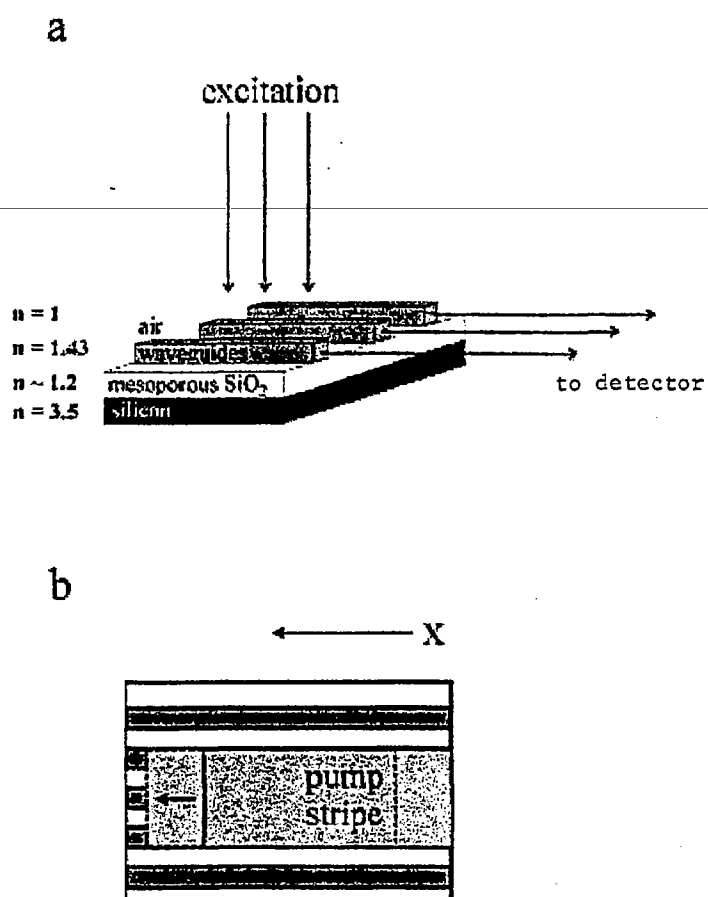 a
excitation
n = 1
air
n = 1.43
waveguides
n ~ 1.2
mesoporous SiO2
n = 3.5
silicon
to detector
b
X
pump
stripe